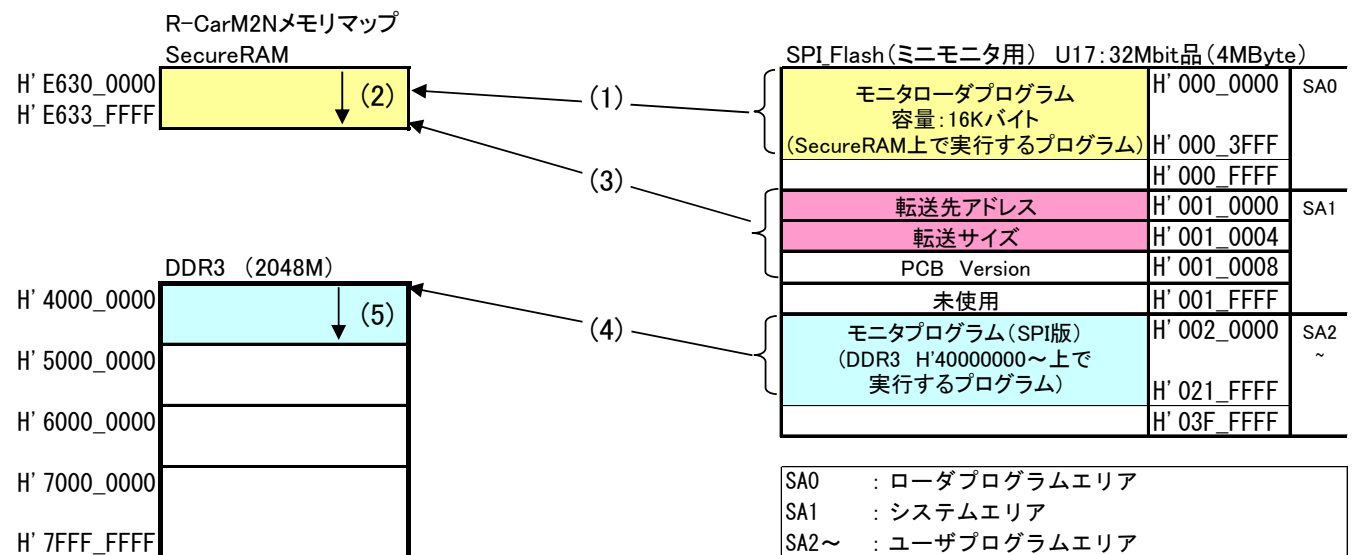 R-CarM2Nメモリマップ
SecureRAM
H' E630_0000
H' E633_FFFF
(2)
(1)
(3)
DDR3 (2048M)
H' 4000_0000
(5)
(4)
H' 5000_0000
H' 6000_0000
H' 7000_0000
H' 7FFF_FFFF
SPI_Flash(ミニモニタ用) U17:32Mbit品(4MByte)
モニタローダプログラム
容量:16Kバイト
(SecureRAM上で実行するプログラム)
H' 000_0000
SA0
H' 000_3FFF
H' 000_FFFF
転送先アドレス
H' 001_0000
SA1
転送サイズ
H' 001_0004
PCB Version
H' 001_0008
未使用
H' 001_FFFF
モニタプログラム(SPI版)
(DDR3 H'40000000~上で
実行するプログラム)
H' 002_0000
SA2
~
H' 021_FFFF
H' 03F_FFFF
SA0 : ローダプログラムエリア
SA1 : システムエリア
SA2~ : ユーザプログラムエリア